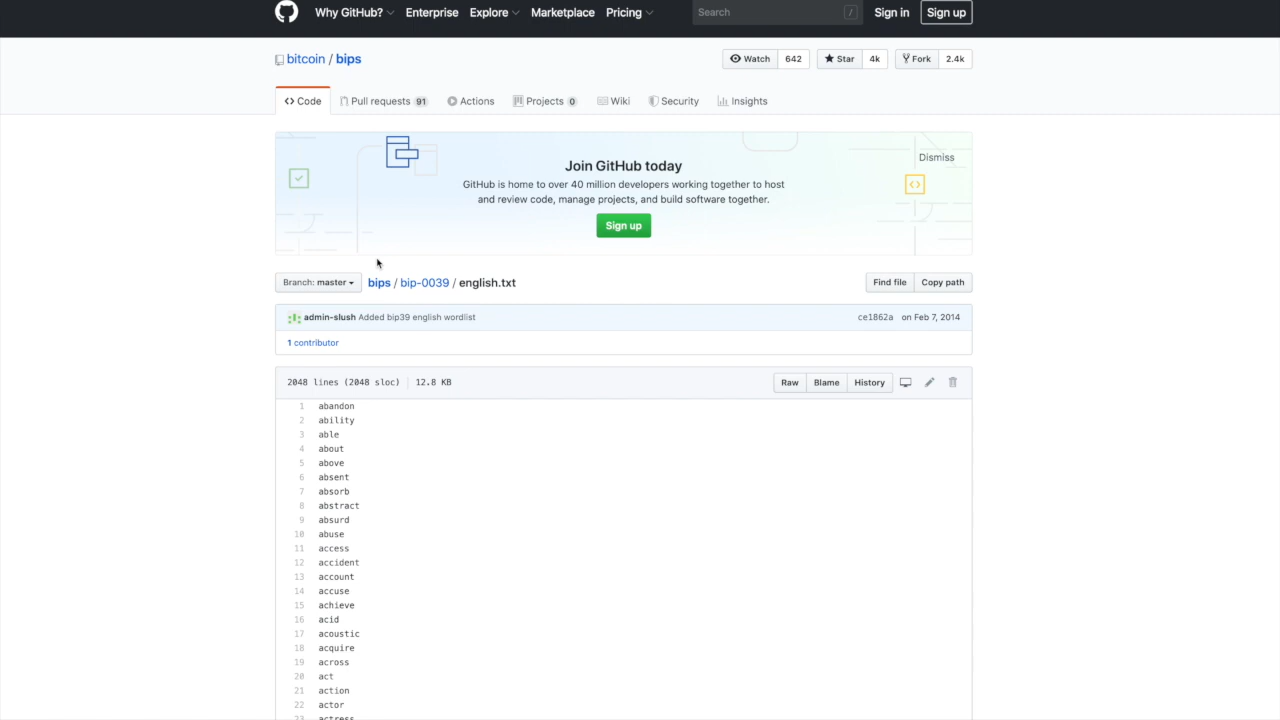 Why GitHub? Enterprise Explore Marketplace Pricing Search / Sign in Sign up
bitcoin / bips Watch 642 Star 4k Fork 2.4k
Code Pull requests 91 Actions Projects 0 Wiki Security Insights
Join GitHub today
Dismiss
GitHub is home to over 40 million developers working together to host
and review code, manage projects, and build software together.
Sign up
Branch: master bips / bip-0039 / english.txt Find file Copy path
admin-slush Added bip39 english wordlist ce1862a on Feb 7, 2014
1 contributor
2048 lines (2048 sloc) 12.8 KB Raw Blame History
1 abandon
2 ability
3 able
4 about
5 above
6 absent
7 absorb
8 abstract
9 absurd
10 abuse
11 access
12 accident
13 account
14 accuse
15 achieve
16 acid
17 acoustic
18 acquire
19 across
20 act
21 action
22 actor
23 actress